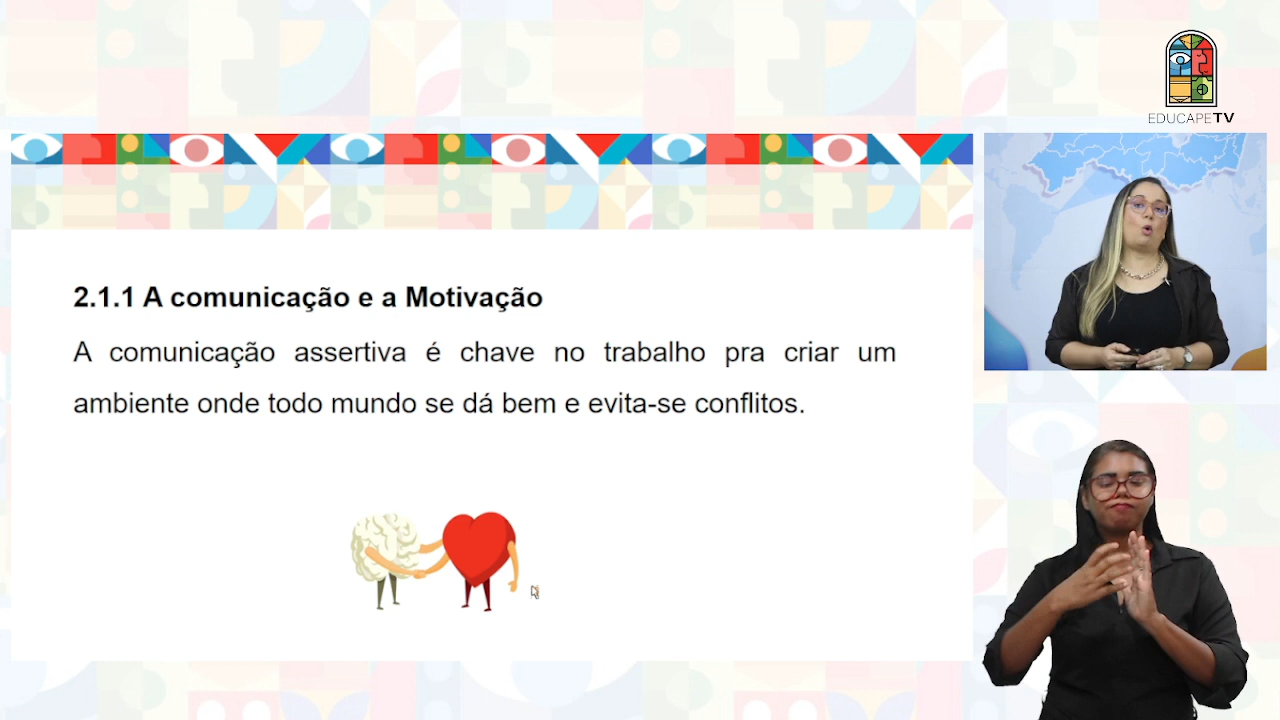 EDUCAPETV
2.1.1 A comunicação e a Motivação
A comunicação assertiva é chave no trabalho pra criar um
ambiente onde todo mundo se dá bem e evita-se conflitos.